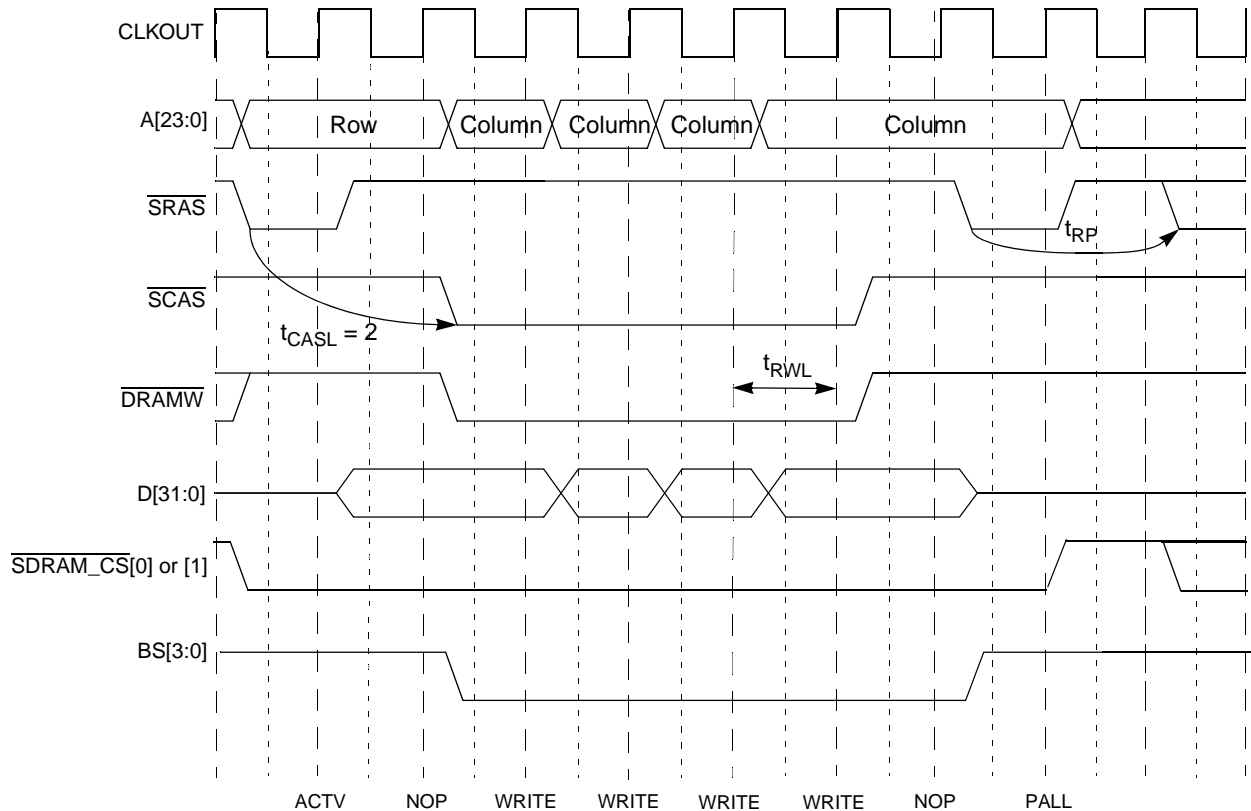 CLKOUT
A[23:0]
Row
Column
Column
Column
Column
SRAS
tRP
SCAS
tCASL = 2
tRWL
DRAMW
D[31:0]
SDRAM_CS[0] or [1]
BS[3:0]
ACTV NOP WRITE WRITE WRITE WRITE NOP PALL